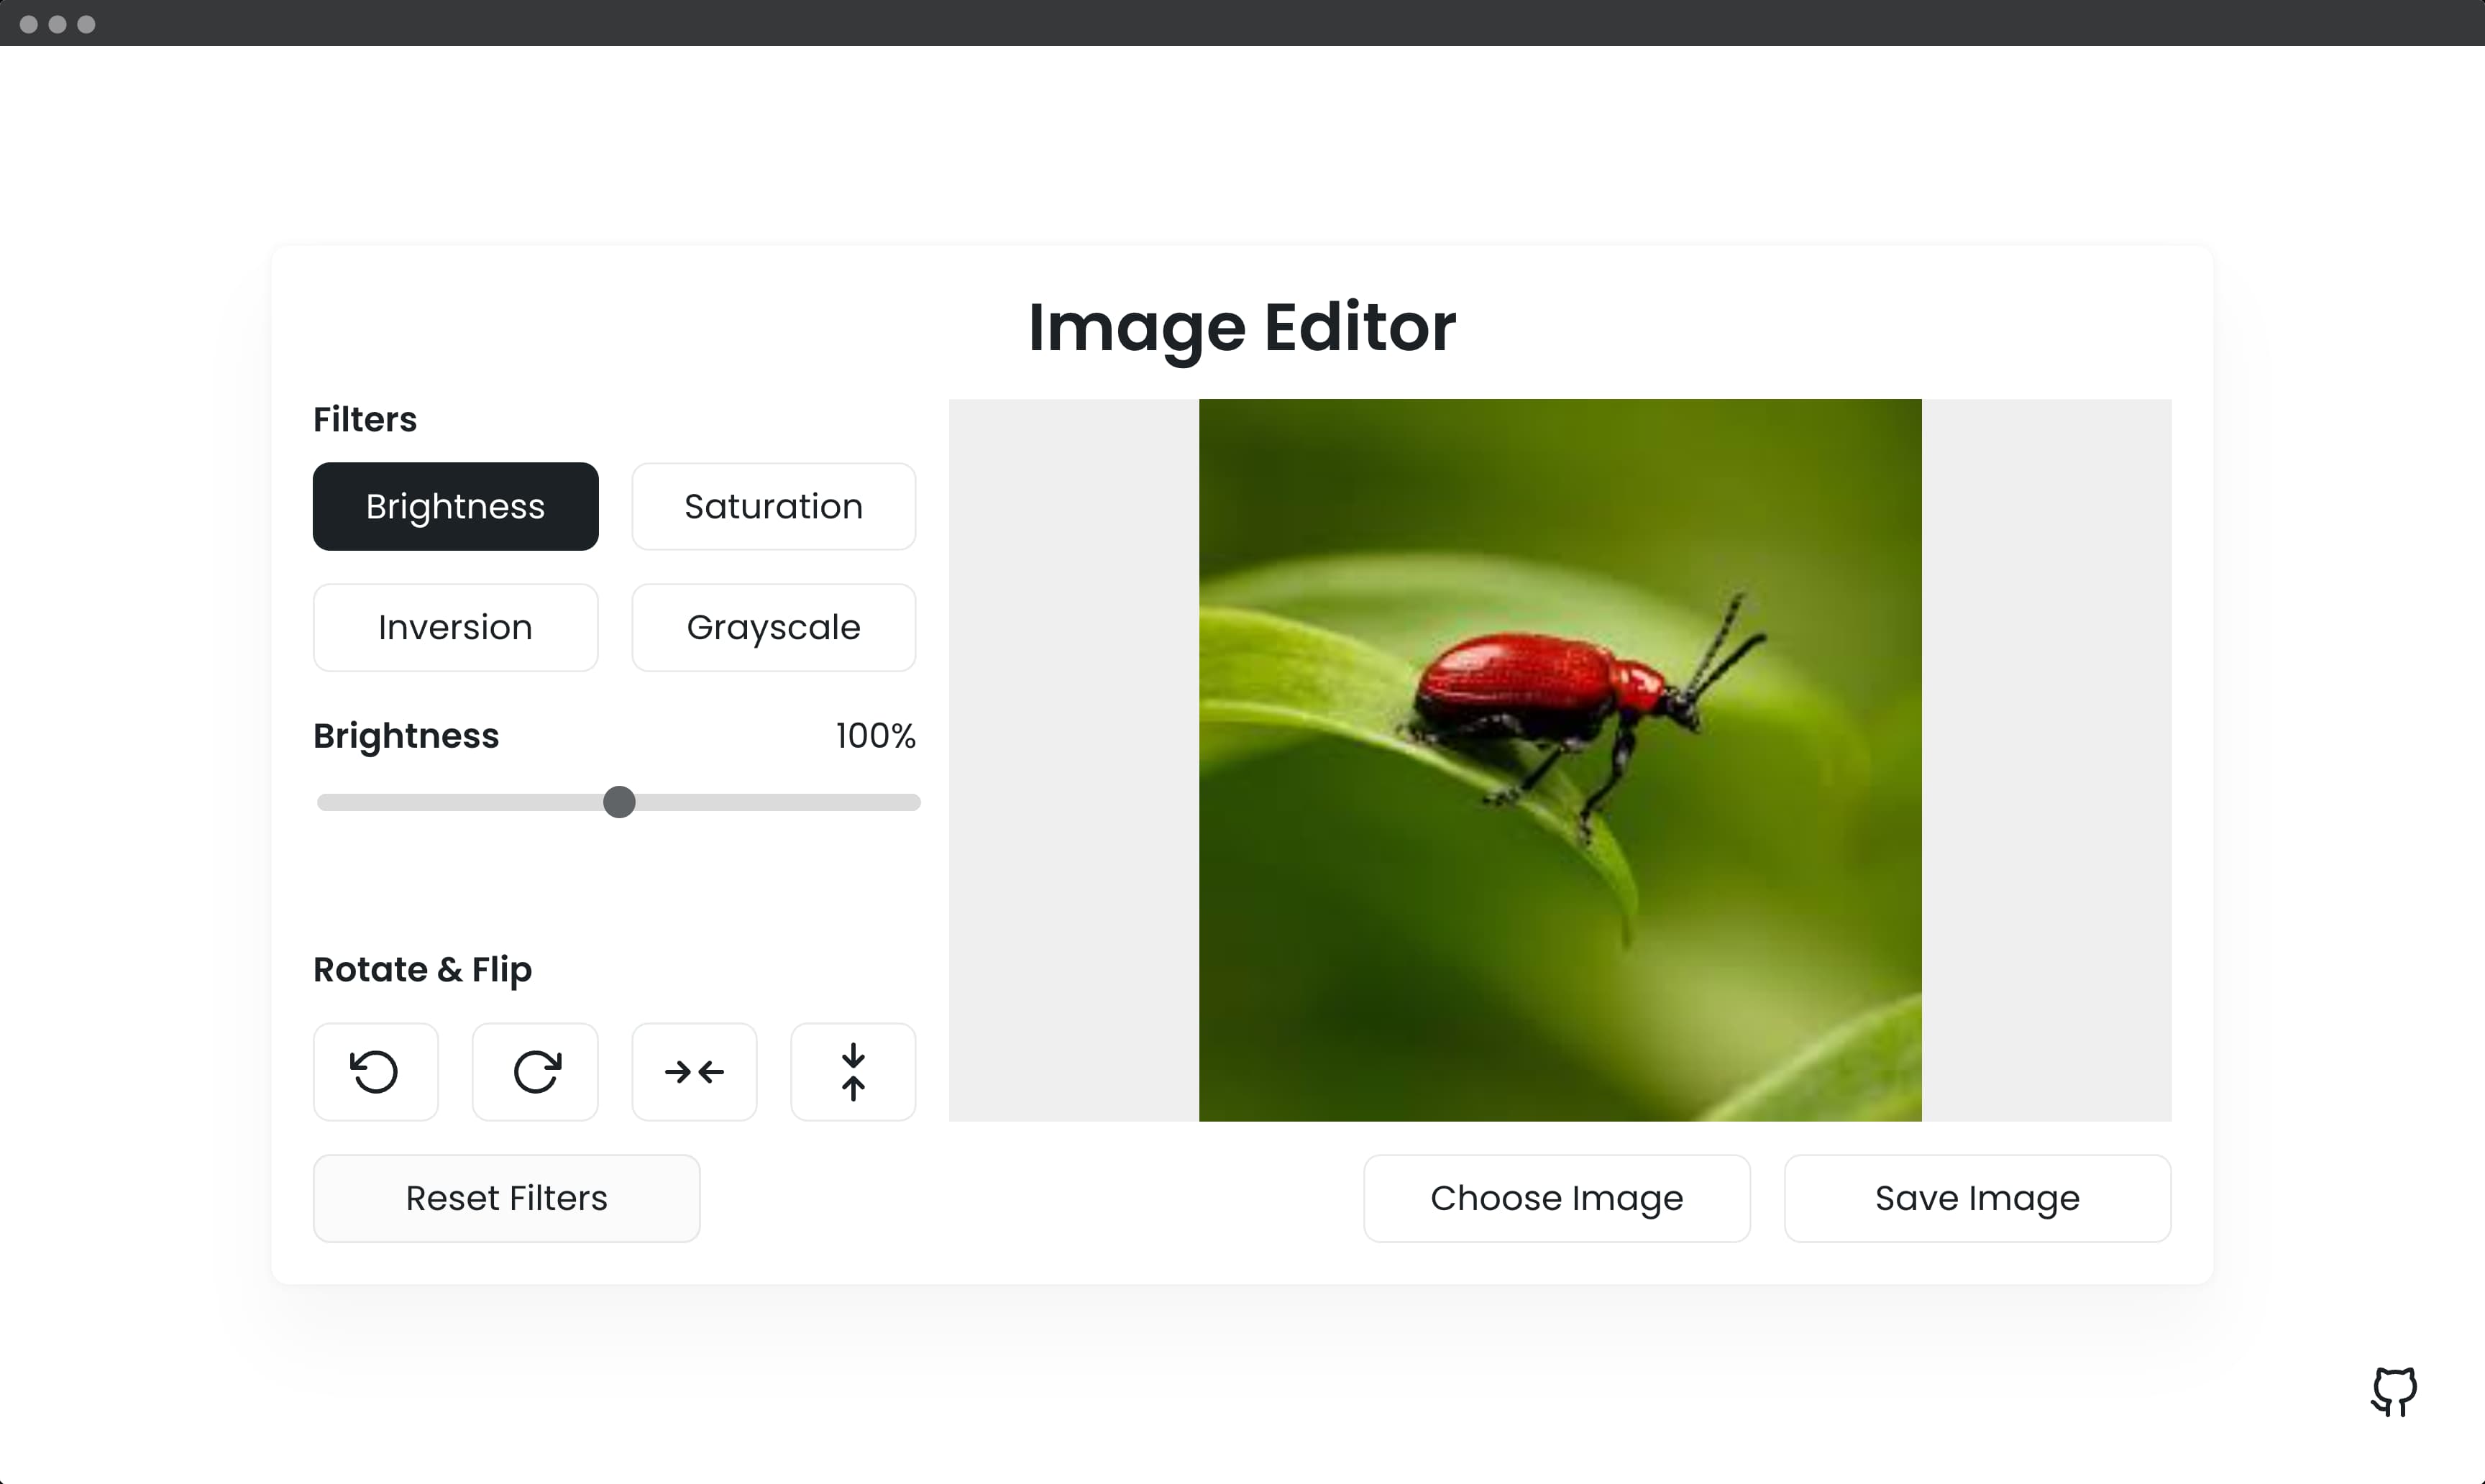 Image Editor
Filters
Brightness
Saturation
Inversion
Grayscale
Brightness 100%
Rotate & Flip
Reset Filters
Choose Image
Save Image